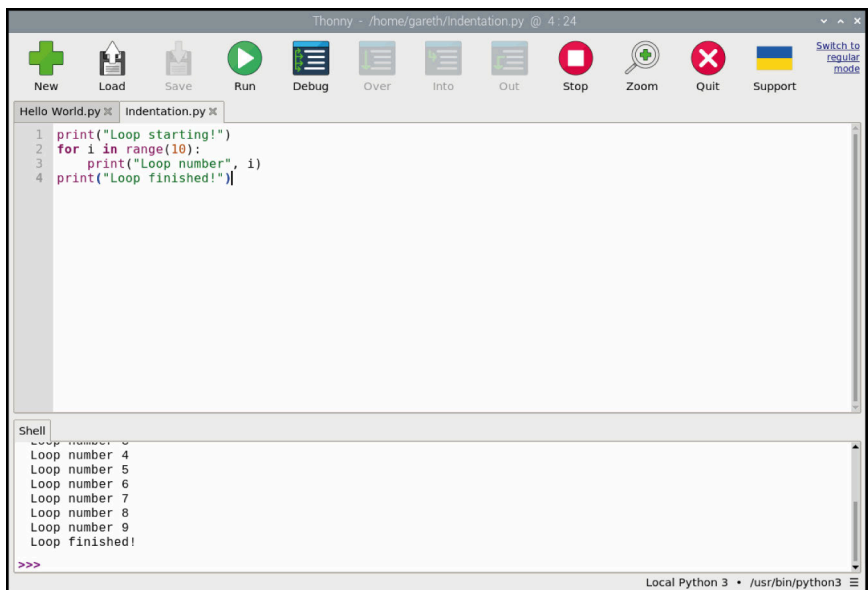 Thonny - /home/gareth/Indentation.py @ 4:24
Switch to
regular
mode
New Load Save Run Debug Over Into Out Stop Zoom Quit Support
Hello World.py Indentation.py
1 print("Loop starting!")
2 for i in range(10):
3     print("Loop number", i)
4 print("Loop finished!")
Shell
Loop number
Loop number 4
Loop number 5
Loop number 6
Loop number 7
Loop number 8
Loop number 9
Loop finished!
>>>
Local Python 3 • /usr/bin/python3 ≡